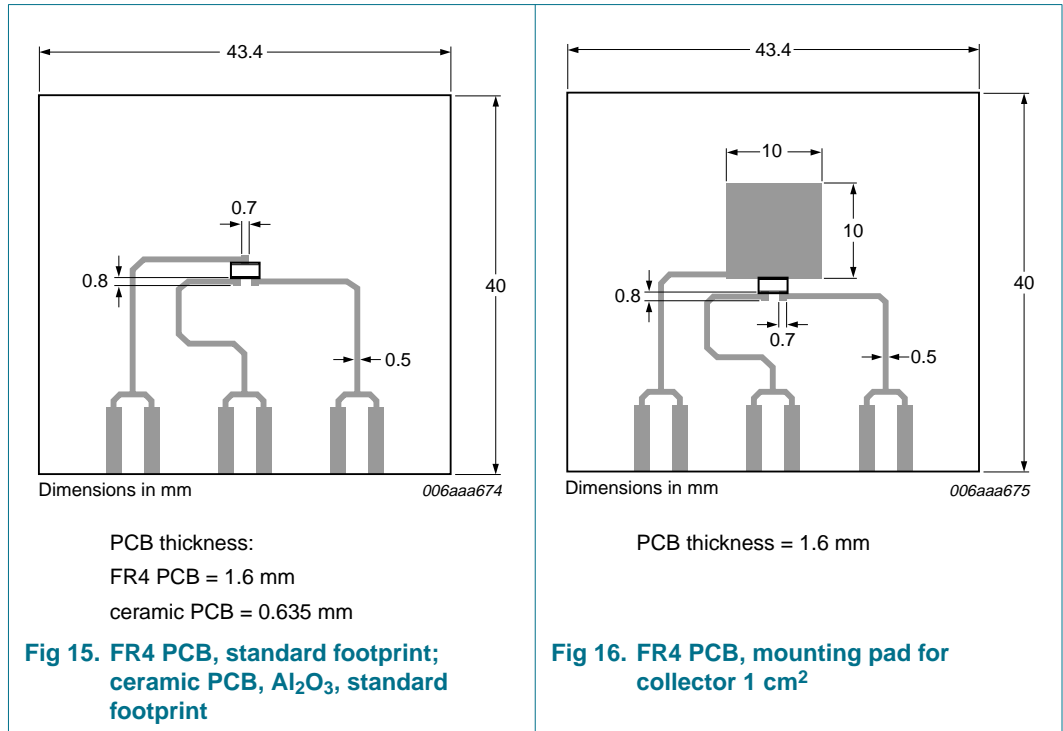 43.4
0.7
0.8
40
0.5
Dimensions in mm
006aaa674
PCB thickness:
FR4 PCB = 1.6 mm
ceramic PCB = 0.635 mm
Fig 15. FR4 PCB, standard footprint;
ceramic PCB, Al2O3, standard
footprint
43.4
10
10
40
0.8
0.7
0.5
Dimensions in mm
006aaa675
PCB thickness = 1.6 mm
Fig 16. FR4 PCB, mounting pad for
collector 1 cm2